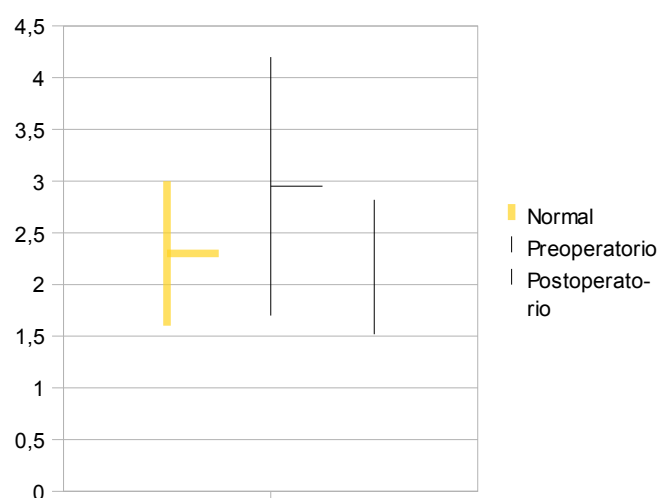 4,5
4
3,5
3
2,5
2
1,5
1
0,5
0
Normal
Preoperatorio
Postoperato-
rio